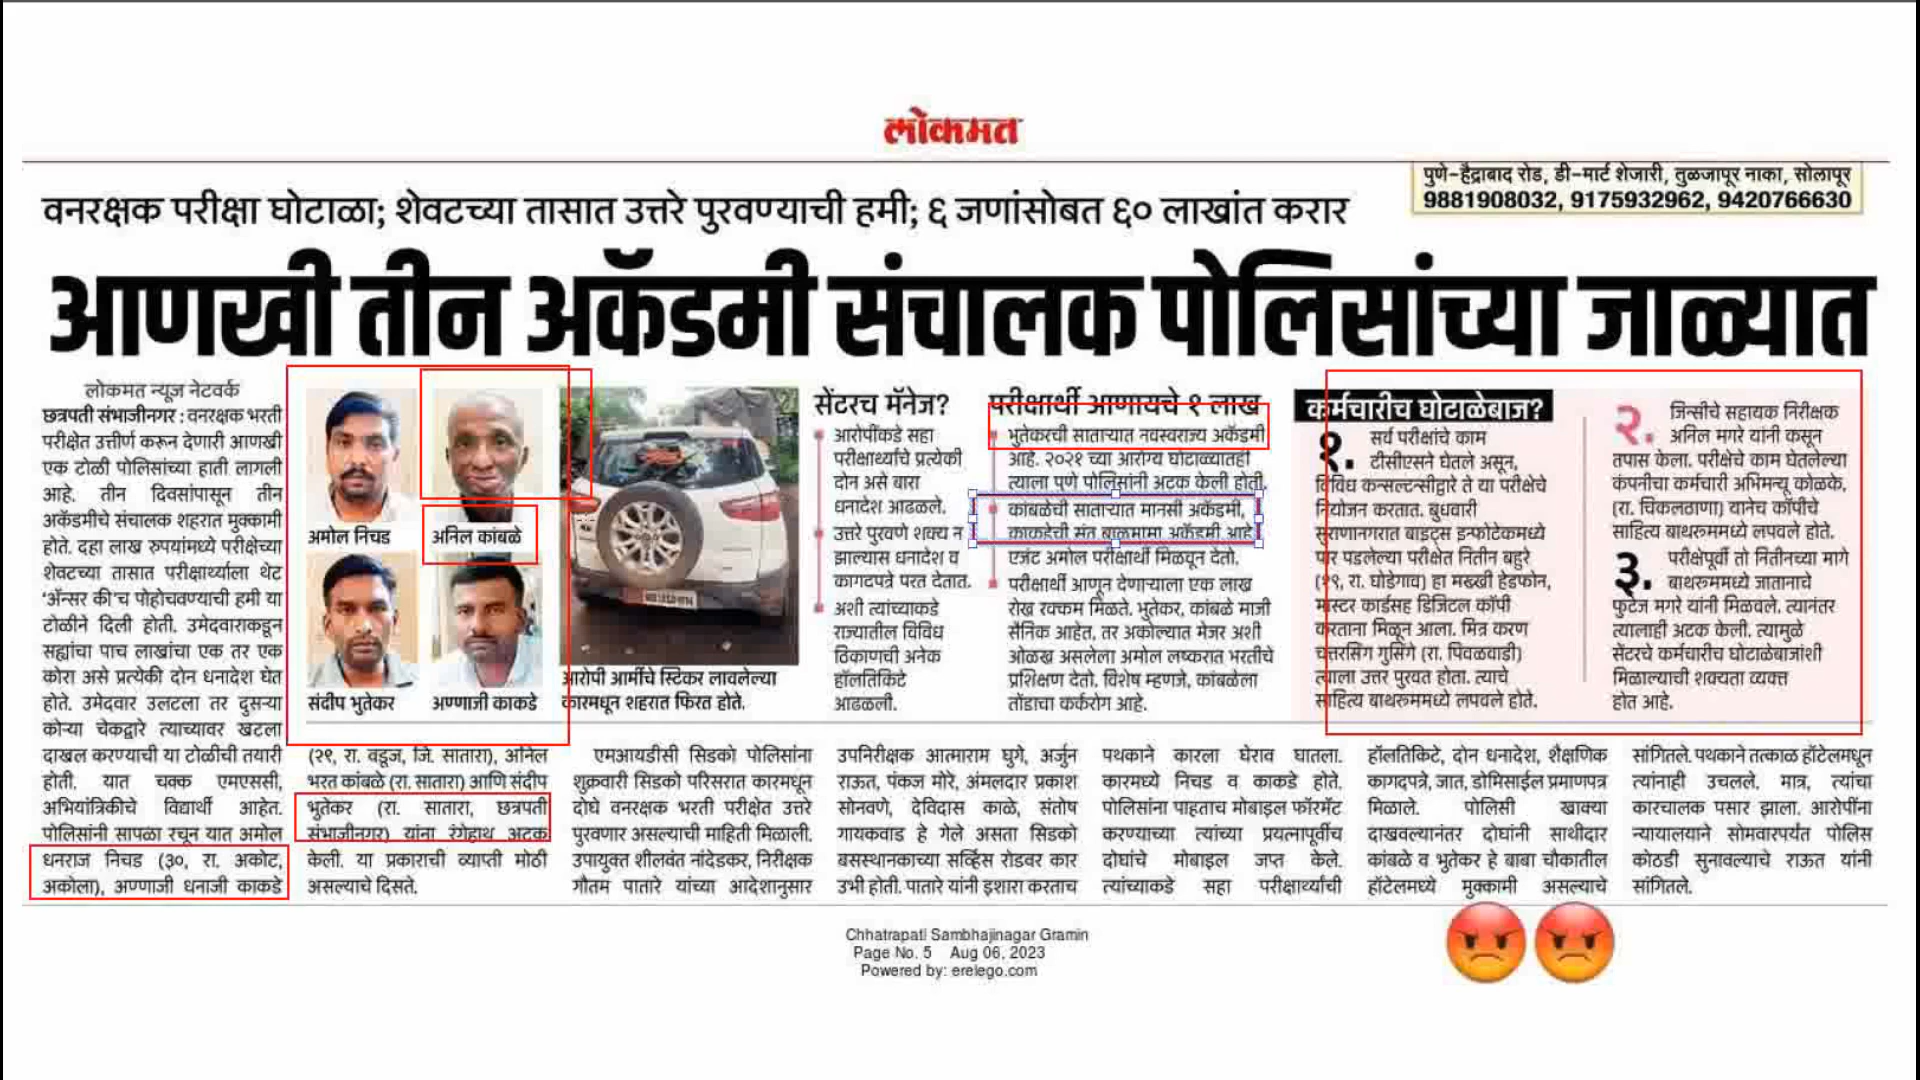 लोकमत
पुणे-हैद्राबाद रोड, डी-मार्ट शेजारी, तुळजापूर नाका, सोलापूर
9881908032, 9175932962, 9420766630
वनरक्षक परीक्षा घोटाळा; शेवटच्या तासात उत्तरे पुरवण्याची हमी; ६ जणांसोबत ६० लाखांत करार
आणखी तीन अकॅडमी संचालक पोलिसांच्या जाळ्यात
लोकमत न्यूज नेटवर्क
छत्रपती संभाजीनगर : वनरक्षक भरती
परीक्षेत उत्तीर्ण करून देणारी आणखी
एक टोळी पोलिसांच्या हाती लागली
आहे. तीन दिवसांपासून तीन
अकॅडमीचे संचालक शहरात मुक्कामी
होते. दहा लाख रुपयांमध्ये परीक्षेच्या
शेवटच्या तासात परीक्षार्थ्याला थेट
'ॲन्सर की'च पोहोचवण्याची हमी या
टोळीने दिली होती. उमेदवाराकडून
सह्यांचा पाच लाखांचा एक तर एक
कोरा असे प्रत्येकी दोन धनादेश घेत
होते. उमेदवार उलटला तर दुसऱ्या
कोऱ्या चेकद्वारे त्याच्यावर खटला
दाखल करण्याची या टोळीची तयारी
होती. यात चक्क एमएससी,
अभियांत्रिकीचे विद्यार्थी आहेत.
पोलिसांनी सापळा रचून यात अमोल
धनराज निचड (३०, रा. अकोट,
अकोला), अण्णाजी धनाजी काकडे
अमोल निचड
अनिल कांबळे
संदीप भुतेकर
अण्णाजी काकडे
आरोपी आर्मीचे स्टिकर लावलेल्या
कारमधून शहरात फिरत होते.
सेंटरच मॅनेज?
आरोपींकडे सहा
परीक्षार्थ्यांचे प्रत्येकी
दोन असे बारा
धनादेश आढळले.
उत्तरे पुरवणे शक्य न
झाल्यास धनादेश व
कागदपत्रे परत देतात.
अशी त्यांच्याकडे
राज्यातील विविध
ठिकाणची अनेक
हॉलतिकिटे
आढळली.
परीक्षार्थी आणायचे १ लाख
भुतेकरची साताऱ्यात नवस्वराज्य अकॅडमी
आहे. २०२१ च्या आरोग्य घोटाळ्यातही
त्याला पुणे पोलिसांनी अटक केली होती.
कांबळेची साताऱ्यात मानसी अकॅडमी,
काकडेची संत बाळूमामा अकॅडमी आहे
एजंट अमोल परीक्षार्थी मिळवून देतो.
परीक्षार्थी आणून देणाऱ्याला एक लाख
रोख रक्कम मिळते. भुतेकर, कांबळे माजी
सैनिक आहेत, तर अकोल्यात मेजर अशी
ओळख असलेला अमोल लष्करात भरतीचे
प्रशिक्षण देतो. विशेष म्हणजे, कांबळेला
तोंडाचा कर्करोग आहे.
कर्मचारीच घोटाळेबाज?
१. सर्व परीक्षांचे काम
टीसीएसने घेतले असून,
विविध कन्सल्टन्सीद्वारे ते या परीक्षेचे
नियोजन करतात. बुधवारी
सुराणानगरात बाइट्स इन्फोटेकमध्ये
पार पडलेल्या परीक्षेत नितीन बहुरे
(१९, रा. घोडेगाव) हा मख्खी हेडफोन,
मास्टर कार्डसह डिजिटल कॉपी
करताना मिळून आला. मित्र करण
चत्तरसिंग गुसिंगे (रा. पिंवळवाडी)
त्याला उत्तर पुरवत होता. त्याचे
साहित्य बाथरूममध्ये लपवले होते.
२. जिन्सीचे सहायक निरीक्षक
अनिल मगरे यांनी कसून
तपास केला. परीक्षेचे काम घेतलेल्या
कंपनीचा कर्मचारी अभिमन्यू कोळके,
(रा. चिकलठाणा) यानेच कॉपीचे
साहित्य बाथरूममध्ये लपवले होते.
३. परीक्षेपूर्वी तो नितीनच्या मागे
बाथरूममध्ये जातानाचे
फुटेज मगरे यांनी मिळवले. त्यानंतर
त्यालाही अटक केली. त्यामुळे
सेंटरचे कर्मचारीच घोटाळेबाजांशी
मिळाल्याची शक्यता व्यक्त
होत आहे.
(२९, रा. वडूज, जि. सातारा), अनिल
भरत कांबळे (रा. सातारा) आणि संदीप
भुतेकर (रा. सातारा, छत्रपती
संभाजीनगर) यांना रंगेहाथ अटक
केली. या प्रकाराची व्याप्ती मोठी
असल्याचे दिसते.
एमआयडीसी सिडको पोलिसांना
शुक्रवारी सिडको परिसरात कारमधून
दोघे वनरक्षक भरती परीक्षेत उत्तरे
पुरवणार असल्याची माहिती मिळाली.
उपायुक्त शीलवंत नांदेडकर, निरीक्षक
गौतम पातारे यांच्या आदेशानुसार
उपनिरीक्षक आत्माराम घुगे, अर्जुन
राऊत, पंकज मोरे, अंमलदार प्रकाश
सोनवणे, देविदास काळे, संतोष
गायकवाड हे गेले असता सिडको
बसस्थानकाच्या सर्व्हिस रोडवर कार
उभी होती. पातारे यांनी इशारा करताच
पथकाने कारला घेराव घातला.
कारमध्ये निचड व काकडे होते.
पोलिसांना पाहताच मोबाइल फॉरमॅट
करण्याच्या त्यांच्या प्रयत्नापूर्वीच
दोघांचे मोबाइल जप्त केले.
त्यांच्याकडे सहा परीक्षार्थ्यांची
हॉलतिकिटे, दोन धनादेश, शैक्षणिक
कागदपत्रे, जात, डोमिसाईल प्रमाणपत्र
मिळाले. पोलिसी खाक्या
दाखवल्यानंतर दोघांनी साथीदार
कांबळे व भुतेकर हे बाबा चौकातील
हॉटेलमध्ये मुक्कामी असल्याचे
सांगितले. पथकाने तत्काळ हॉटेलमधून
त्यांनाही उचलले. मात्र, त्यांचा
कारचालक पसार झाला. आरोपींना
न्यायालयाने सोमवारपर्यंत पोलिस
कोठडी सुनावल्याचे राऊत यांनी
सांगितले.
Chhatrapati Sambhajinagar Gramin
Page No. 5 Aug 06, 2023
Powered by: erelego.com